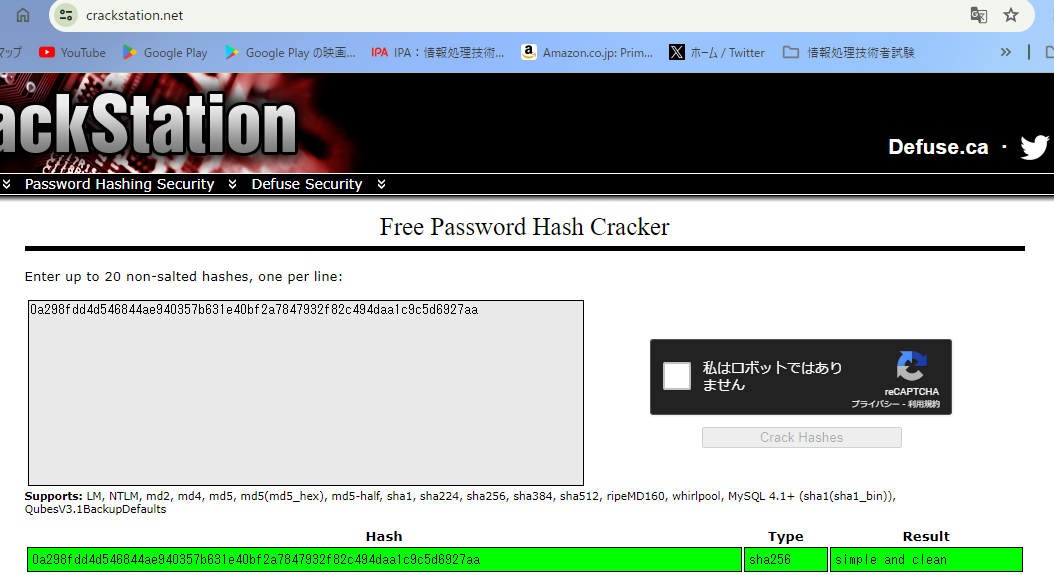 crackstation.net
マップ YouTube Google Play Google Play の映画... IPA IPA：情報処理技術... Amazon.co.jp: Prim... ホーム / Twitter 情報処理技術者試験
ackStation
Defuse.ca ·
Password Hashing Security Defuse Security
Free Password Hash Cracker
Enter up to 20 non-salted hashes, one per line:
0a298fdd4d546844ae940357b631e40bf2a7847932f82c494daa1c9c5d6927aa
私はロボットではあり
ません
reCAPTCHA
プライバシー - 利用規約
Crack Hashes
Supports: LM, NTLM, md2, md4, md5, md5(md5_hex), md5-half, sha1, sha224, sha256, sha384, sha512, ripeMD160, whirlpool, MySQL 4.1+ (sha1(sha1_bin)),
QubesV3.1BackupDefaults
Hash Type Result
0a298fdd4d546844ae940357b631e40bf2a7847932f82c494daa1c9c5d6927aa sha256 simple and clean